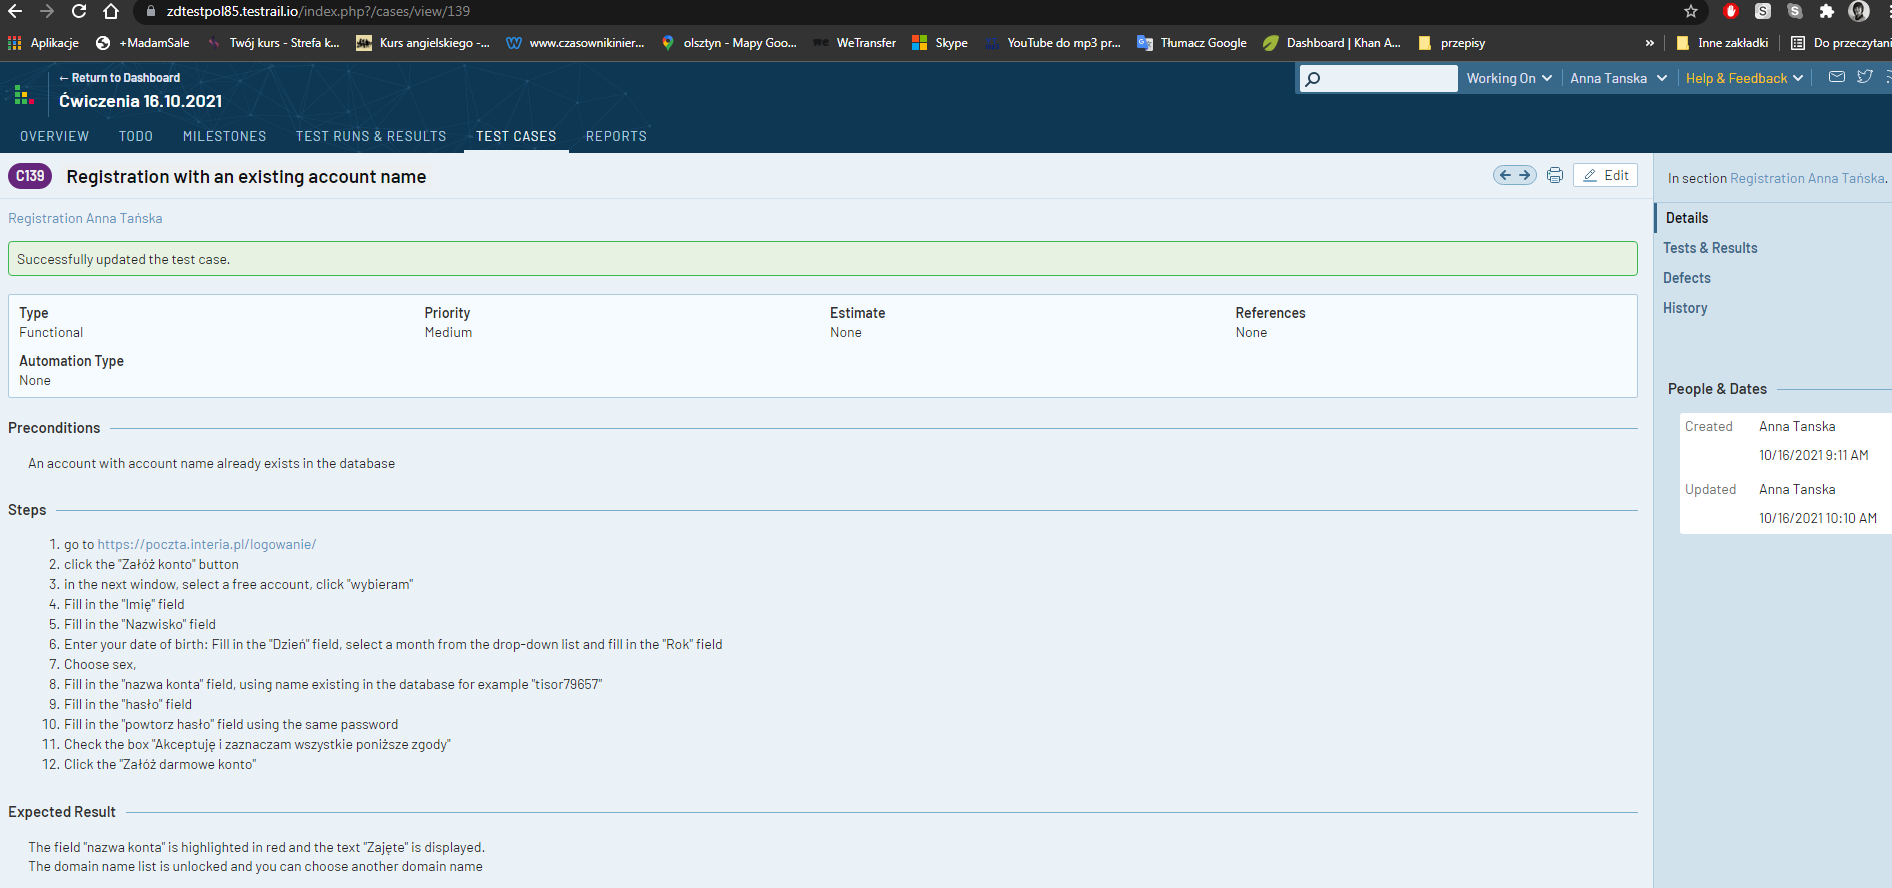 zdtestpol85.testrail.io/index.php?/cases/view/139
Aplikacje +MadamSale Twój kurs - Strefa k... Kurs angielskiego -... www.czasownikinier... olsztyn - Mapy Goo... WeTransfer Skype YouTube do mp3 pr... Tłumacz Google Dashboard | Khan A... przepisy » Inne zakładki Do przeczytani
← Return to Dashboard
Ćwiczenia 16.10.2021
Working On Anna Tanska Help & Feedback
OVERVIEW TODO MILESTONES TEST RUNS & RESULTS TEST CASES REPORTS
C139 Registration with an existing account name
Edit
Registration Anna Tańska
Successfully updated the test case.
Type Priority Estimate References
Functional Medium None None
Automation Type
None
Preconditions
An account with account name already exists in the database
Steps
1. go to https://poczta.interia.pl/logowanie/
2. click the "Załóż konto" button
3. in the next window, select a free account, click "wybieram"
4. Fill in the "Imię" field
5. Fill in the "Nazwisko" field
6. Enter your date of birth: Fill in the "Dzień" field, select a month from the drop-down list and fill in the "Rok" field
7. Choose sex,
8. Fill in the "nazwa konta" field, using name existing in the database for example "tisor79657"
9. Fill in the "hasło" field
10. Fill in the "powtorz hasło" field using the same password
11. Check the box "Akceptuję i zaznaczam wszystkie poniższe zgody"
12. Click the "Załóż darmowe konto"
Expected Result
The field "nazwa konta" is highlighted in red and the text "Zajęte" is displayed.
The domain name list is unlocked and you can choose another domain name
In section Registration Anna Tańska.
Details
Tests & Results
Defects
History
People & Dates
Created Anna Tanska
10/16/2021 9:11 AM
Updated Anna Tanska
10/16/2021 10:10 AM